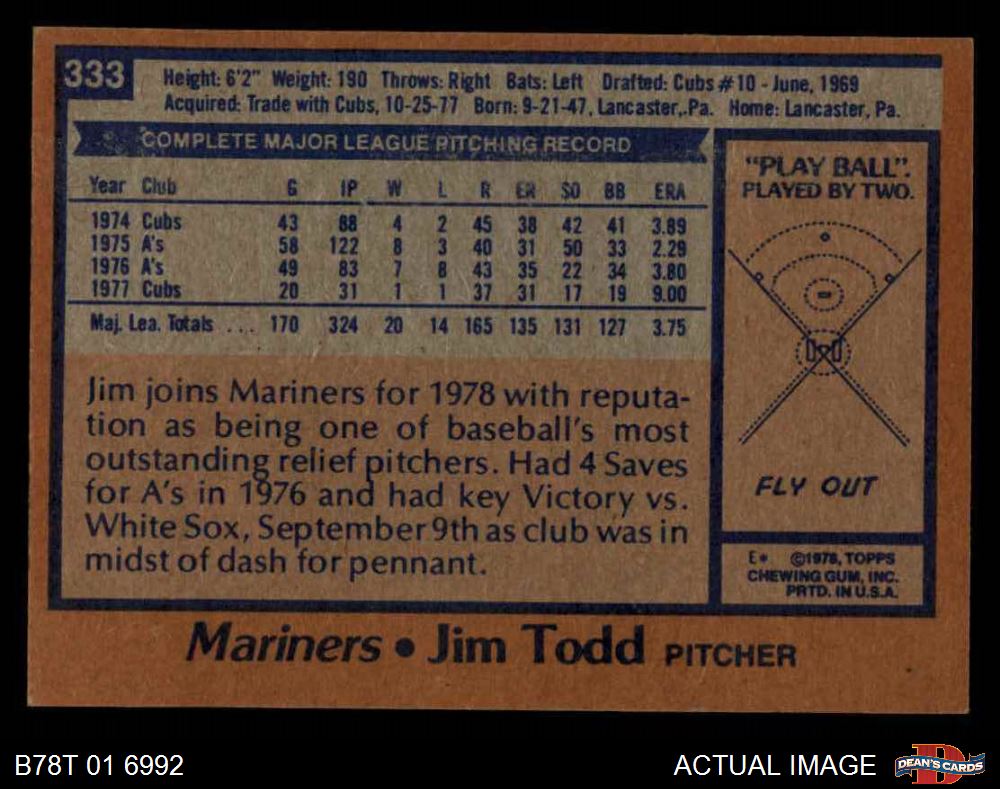 333
Height: 6'2" Weight: 190 Throws: Right Bats: Left Drafted: Cubs #10 - June, 1969
Acquired: Trade with Cubs, 10-25-77 Born: 9-21-47, Lancaster, Pa. Home: Lancaster, Pa.
COMPLETE MAJOR LEAGUE PITCHING RECORD
Year Club G IP W L R ER SO BB ERA
1974 Cubs 43 88 4 2 45 38 42 41 3.89
1975 A's 58 122 8 3 40 31 50 33 2.29
1976 A's 49 83 7 8 43 35 22 34 3.80
1977 Cubs 20 31 1 1 37 31 17 19 9.00
Maj. Lea. Totals ... 170 324 20 14 165 135 131 127 3.75
Jim joins Mariners for 1978 with reputa-
tion as being one of baseball's most
outstanding relief pitchers. Had 4 Saves
for A's in 1976 and had key Victory vs.
White Sox, September 9th as club was in
midst of dash for pennant.
"PLAY BALL".
PLAYED BY TWO.
FLY OUT
E* ©1978, TOPPS
CHEWING GUM, INC.
PRTD. IN U.S.A.
Mariners • Jim Todd PITCHER
B78T 01 6992
ACTUAL IMAGE
DEAN'S CARDS